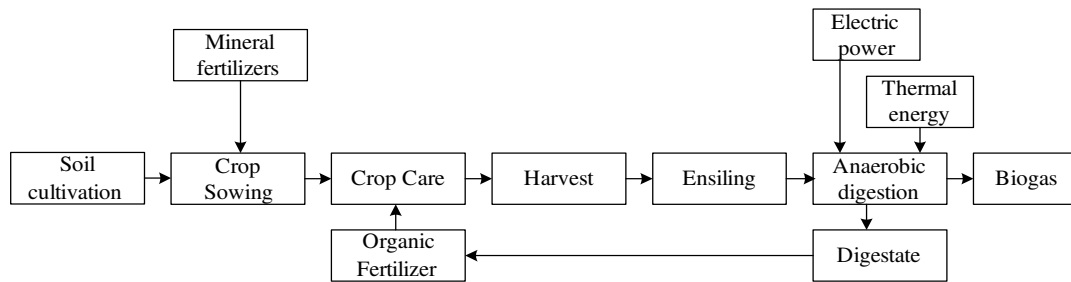 Mineral
fertilizers
Electric
power
Thermal
energy
Soil
cultivation
Crop
Sowing
Crop Care
Harvest
Ensiling
Anaerobic
digestion
Biogas
Organic
Fertilizer
Digestate